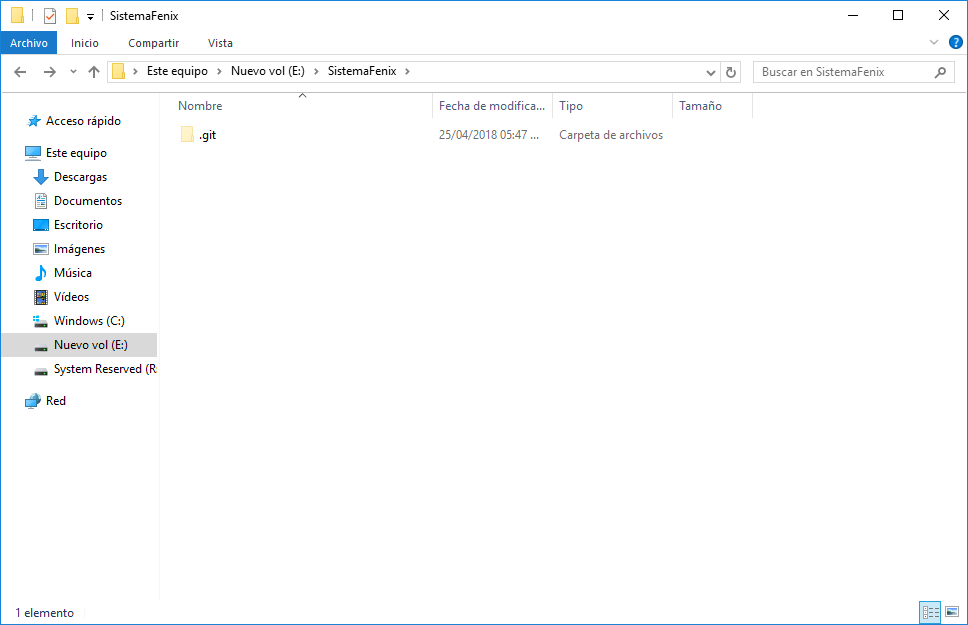 SistemaFenix
Archivo Inicio Compartir Vista
Este equipo Nuevo vol (E:) SistemaFenix
Buscar en SistemaFenix
Nombre Fecha de modifica... Tipo Tamaño
.git 25/04/2018 05:47 ... Carpeta de archivos
Acceso rápido
Este equipo
Descargas
Documentos
Escritorio
Imágenes
Música
Vídeos
Windows (C:)
Nuevo vol (E:)
System Reserved (R:
Red
1 elemento